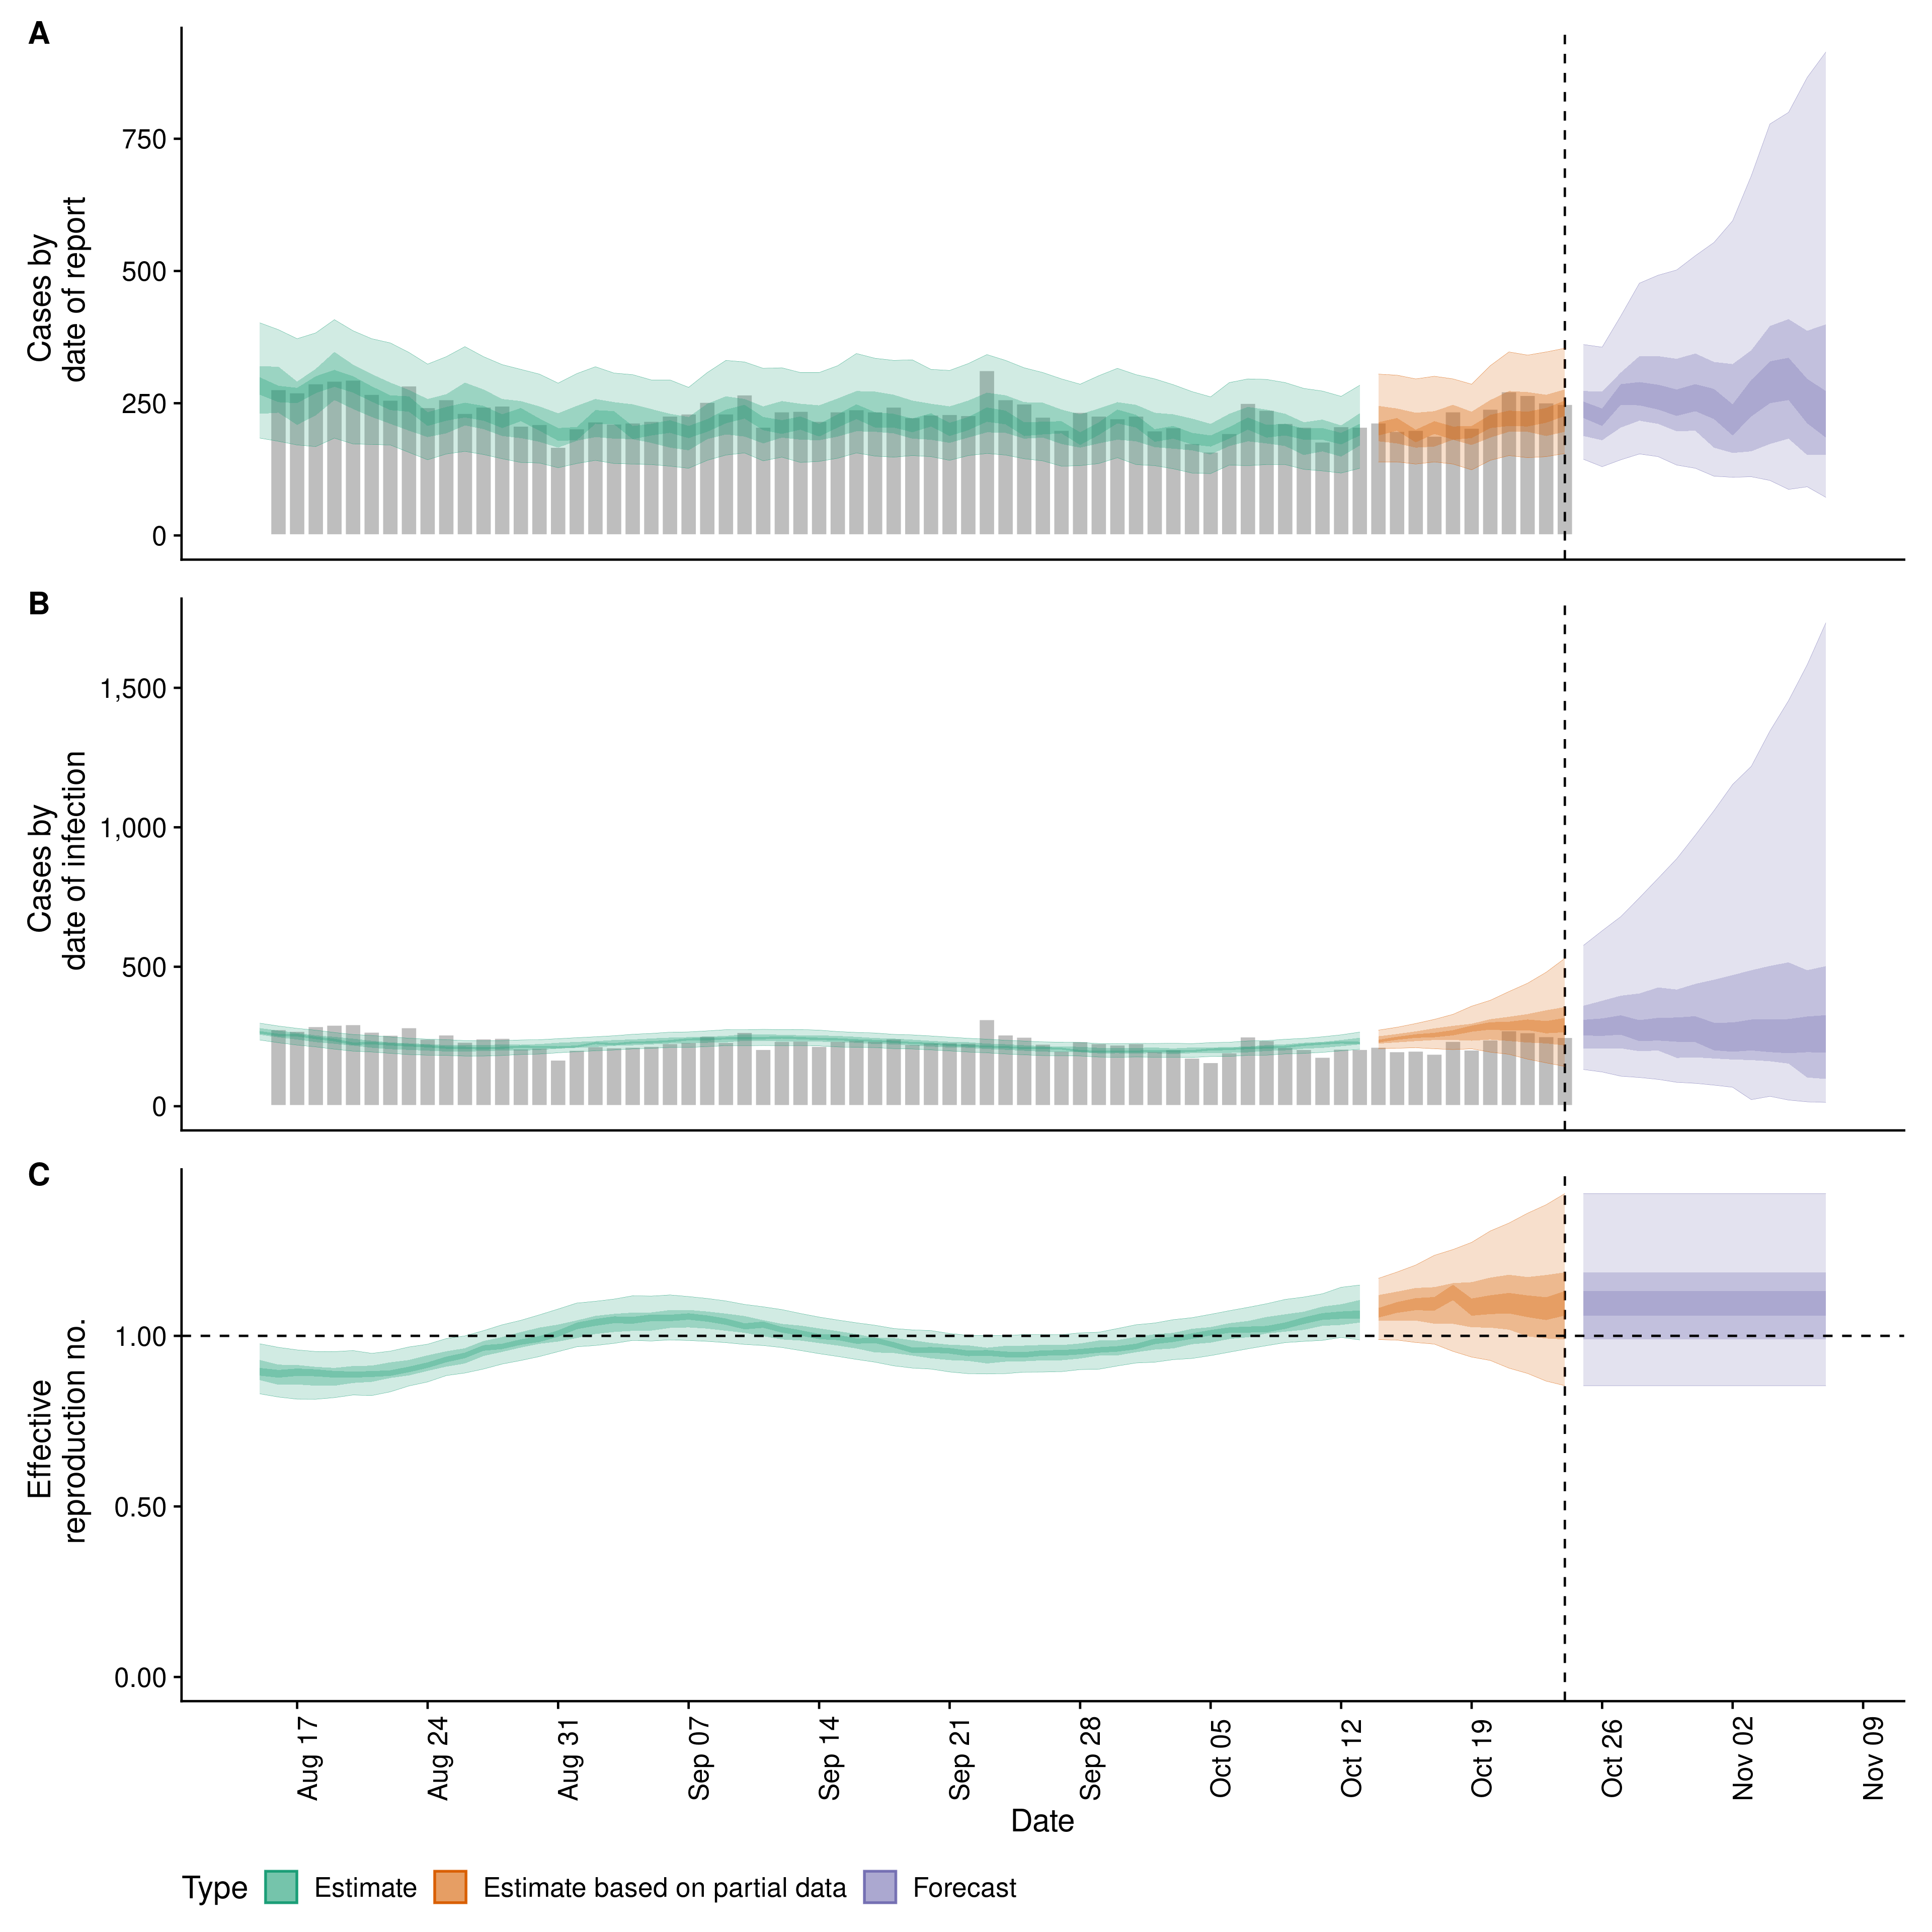 A
Cases by
date of report
750
500
250
0
B
Cases by
date of infection
1,500
1,000
500
0
C
Effective
reproduction no.
1.00
0.50
0.00
Aug 17
Aug 24
Aug 31
Sep 07
Sep 14
Sep 21
Sep 28
Oct 05
Oct 12
Oct 19
Oct 26
Nov 02
Nov 09
Date
Type Estimate Estimate based on partial data Forecast